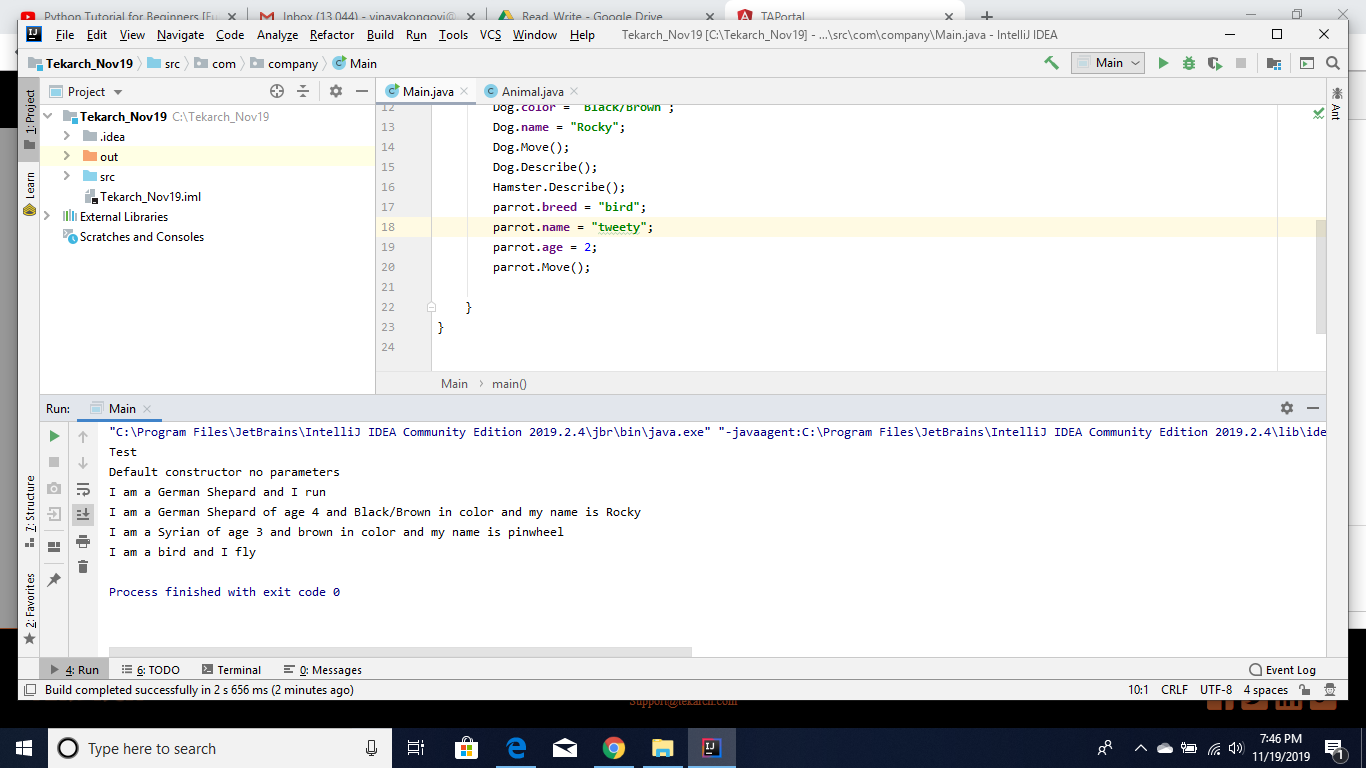 Python Tutorial for Beginners [Fu
Inbox (13,044) - vinayakongovi@
Read_Write - Google Drive
TAPortal
File Edit View Navigate Code Analyze Refactor Build Run Tools VCS Window Help Tekarch_Nov19 [C:\Tekarch_Nov19] - ...\src\com\company\Main.java - IntelliJ IDEA
Tekarch_Nov19 src com company Main
Main
Project
Main.java
Animal.java
1: Project
Learn
7: Structure
2: Favorites
Ant
Tekarch_Nov19 C:\Tekarch_Nov19
.idea
out
src
Tekarch_Nov19.iml
External Libraries
Scratches and Consoles
12 Dog.color = "Black/Brown";
13 Dog.name = "Rocky";
14 Dog.Move();
15 Dog.Describe();
16 Hamster.Describe();
17 parrot.breed = "bird";
18 parrot.name = "tweety";
19 parrot.age = 2;
20 parrot.Move();
21
22 }
23 }
24
Main main()
Run: Main
"C:\Program Files\JetBrains\IntelliJ IDEA Community Edition 2019.2.4\jbr\bin\java.exe" "-javaagent:C:\Program Files\JetBrains\IntelliJ IDEA Community Edition 2019.2.4\lib\ide
Test
Default constructor no parameters
I am a German Shepard and I run
I am a German Shepard of age 4 and Black/Brown in color and my name is Rocky
I am a Syrian of age 3 and brown in color and my name is pinwheel
I am a bird and I fly
Process finished with exit code 0
4: Run 6: TODO Terminal 0: Messages Event Log
Build completed successfully in 2 s 656 ms (2 minutes ago) 10:1 CRLF UTF-8 4 spaces
Support@tekarch.com
Type here to search
7:46 PM
11/19/2019
1